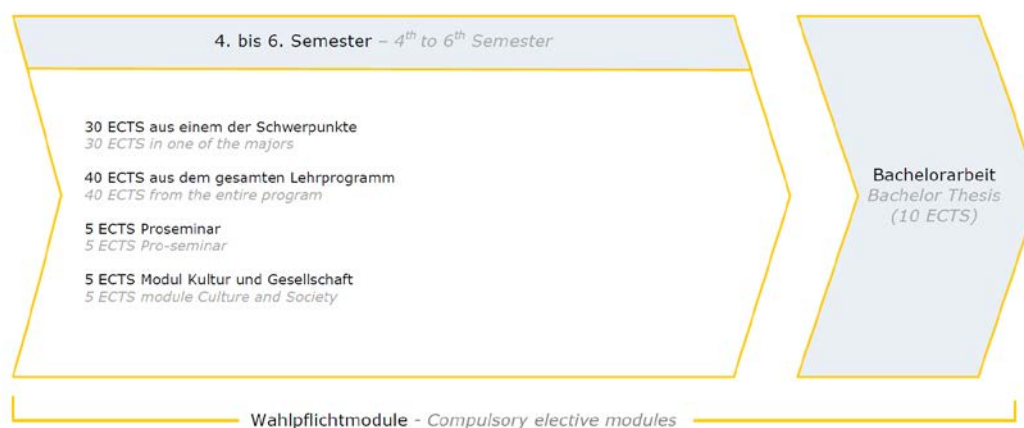 4. bis 6. Semester – 4th to 6th Semester
30 ECTS aus einem der Schwerpunkte
30 ECTS in one of the majors
40 ECTS aus dem gesamten Lehrprogramm
40 ECTS from the entire program
5 ECTS Proseminar
5 ECTS Pro-seminar
5 ECTS Modul Kultur und Gesellschaft
5 ECTS module Culture and Society
Bachelorarbeit
Bachelor Thesis
(10 ECTS)
Wahlpflichtmodule - Compulsory elective modules